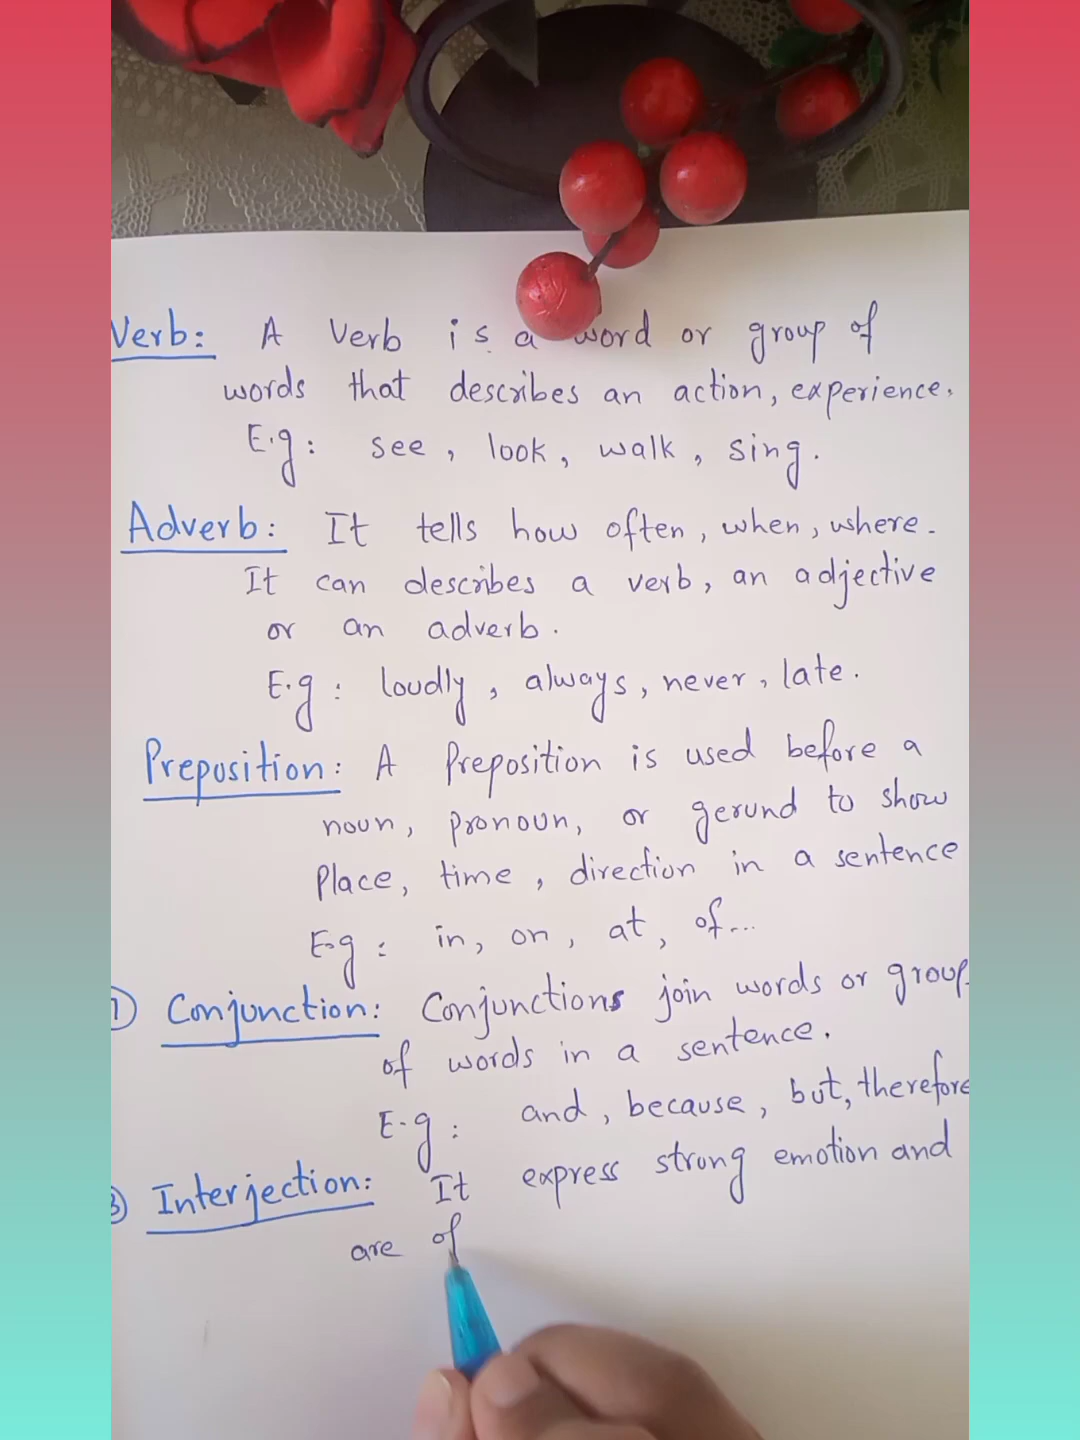 Verb: A Verb is a word or group of
words that describes an action, experience.
E.g: see, look, walk, sing.
Adverb: It tells how often, when, where.
It can describes a verb, an adjective
or an adverb.
E.g: loudly, always, never, late.
Preposition: A Preposition is used before a
noun, pronoun, or gerund to show
Place, time, direction in a sentence
E.g: in, on, at, of...
1) Conjunction: Conjunctions join words or group
of words in a sentence.
E.g: and, because, but, therefore
3) Interjection: It express strong emotion and
are of